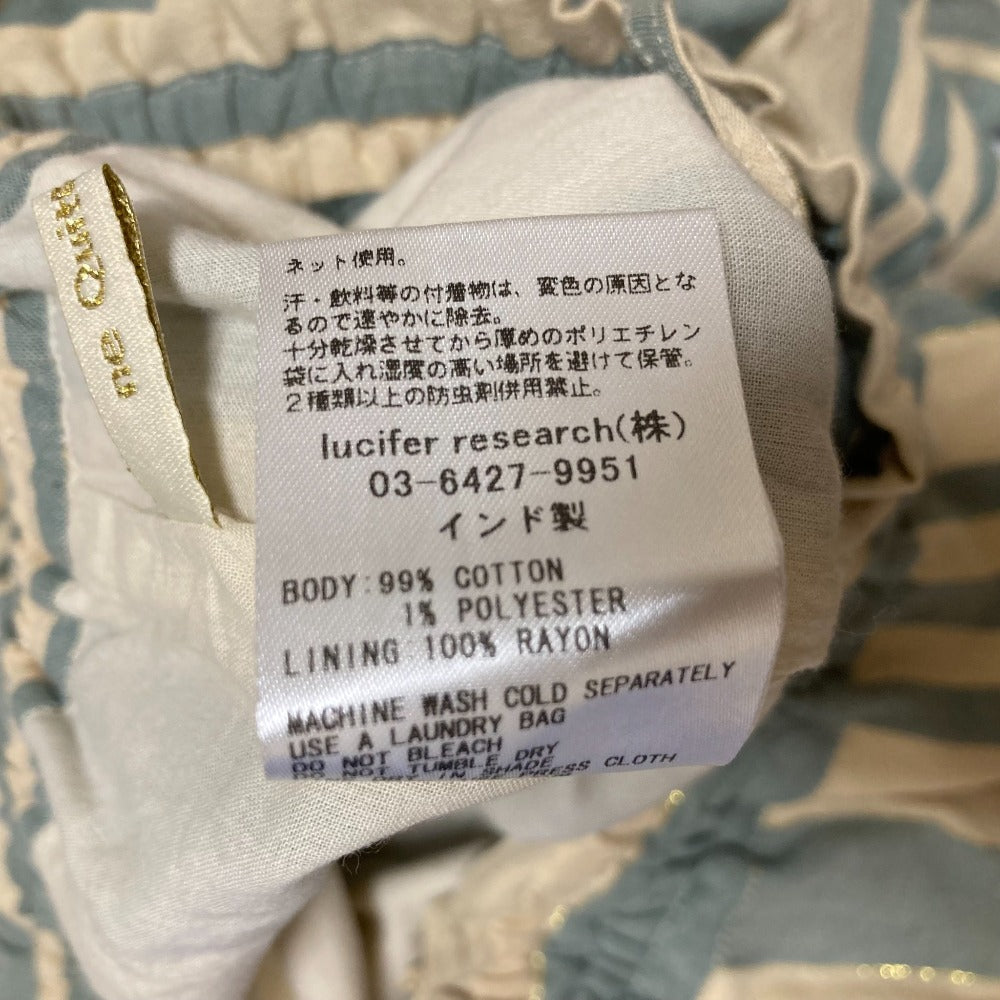 ネット使用。
汗・飲料等の付着物は、変色の原因とな
るので速やかに除去。
十分乾燥させてから厚めのポリエチレン
袋に入れ湿度の高い場所を避けて保管。
2種類以上の防虫剤併用禁止。
lucifer research(株)
03-6427-9951
インド製
BODY:99% COTTON
1% POLYESTER
LINING:100% RAYON
MACHINE WASH COLD SEPARATELY
USE A LAUNDRY BAG
DO NOT BLEACH
DO NOT TUMBLE DRY
IN SHADE
PRESS CLOTH